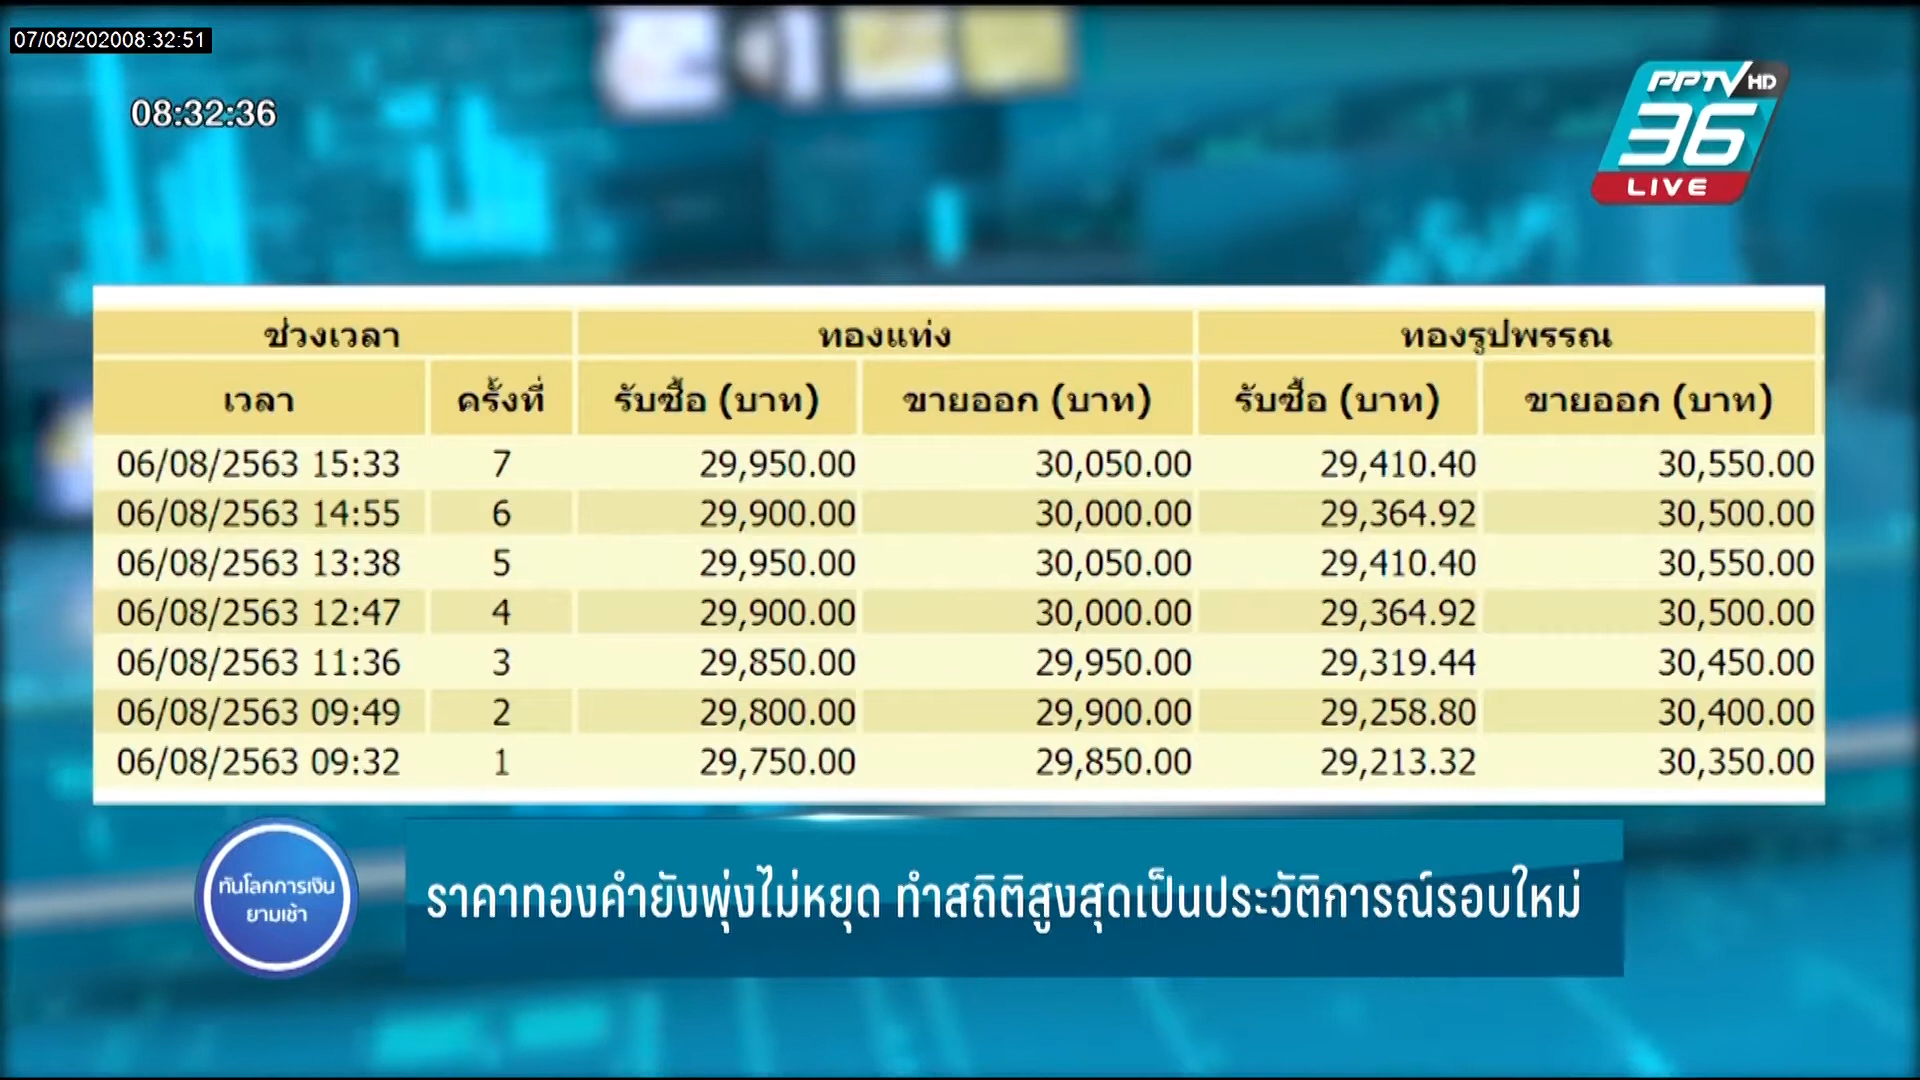 07/08/202008:32:51
08:32:36
PPTV HD
36
LIVE
ช่วงเวลา ทองแท่ง ทองรูปพรรณ
เวลา ครั้งที่ รับซื้อ (บาท) ขายออก (บาท) รับซื้อ (บาท) ขายออก (บาท)
06/08/2563 15:33 7 29,950.00 30,050.00 29,410.40 30,550.00
06/08/2563 14:55 6 29,900.00 30,000.00 29,364.92 30,500.00
06/08/2563 13:38 5 29,950.00 30,050.00 29,410.40 30,550.00
06/08/2563 12:47 4 29,900.00 30,000.00 29,364.92 30,500.00
06/08/2563 11:36 3 29,850.00 29,950.00 29,319.44 30,450.00
06/08/2563 09:49 2 29,800.00 29,900.00 29,258.80 30,400.00
06/08/2563 09:32 1 29,750.00 29,850.00 29,213.32 30,350.00
ทันโลกการเงิน
ยามเช้า
ราคาทองคำยังพุ่งไม่หยุด ทำสถิติสูงสุดเป็นประวัติการณ์รอบใหม่